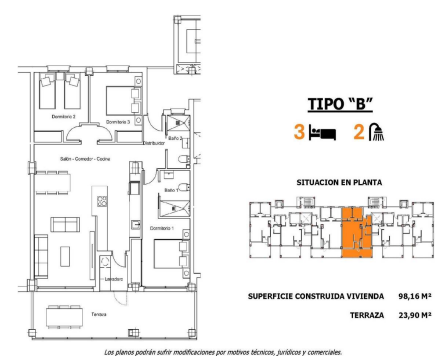 Dormitorio 2
Dormitorio 3
Distribuidor
Baño 2
Salón - Comedor - Cocina
Baño 1
Dormitorio 1
Lavadero
Terraza
TIPO “B”
3
2
SITUACION EN PLANTA
SUPERFICIE CONSTRUIDA VIVIENDA 98,16 M²
TERRAZA 23,90 M²
Los planos podrán sufrir modificaciones por motivos técnicos, jurídicos y comerciales.